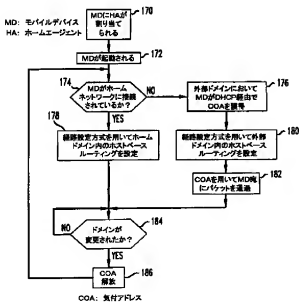 MD: モバイルデバイス
HA: ホームエージェント
170
MDにHAが
割り当て
られる
172
MDが起動される
174
MDがホーム
ネットワークに接続
されているか?
NO
YES
176
外部ドメインにおいて
MDがDHCP経由で
COAを獲得
178
経路設定方式を用いてホーム
ドメイン内のホストベース
ルーティングを設定
180
経路設定方式を用いて外部
ドメイン内のホストベース
ルーティングを設定
182
COAを用いてMD宛
にパケットを通過
184
ドメインが
変更されたか?
NO
YES
COA
解放
186
COA: 気付アドレス